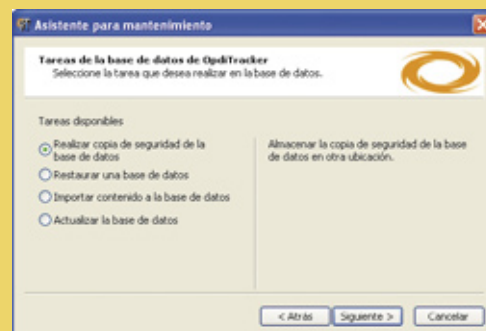 Asistente para mantenimiento
Tareas de la base de datos de OpdiTracker
Seleccione la tarea que desea realizar en la base de datos.
Tareas disponibles
Realizar copia de seguridad de la
base de datos
Restaurar una base de datos
Importar contenido a la base de datos
Actualizar la base de datos
Almacenar la copia de seguridad de la base
de datos en otra ubicación.
< Atrás
Siguiente >
Cancelar